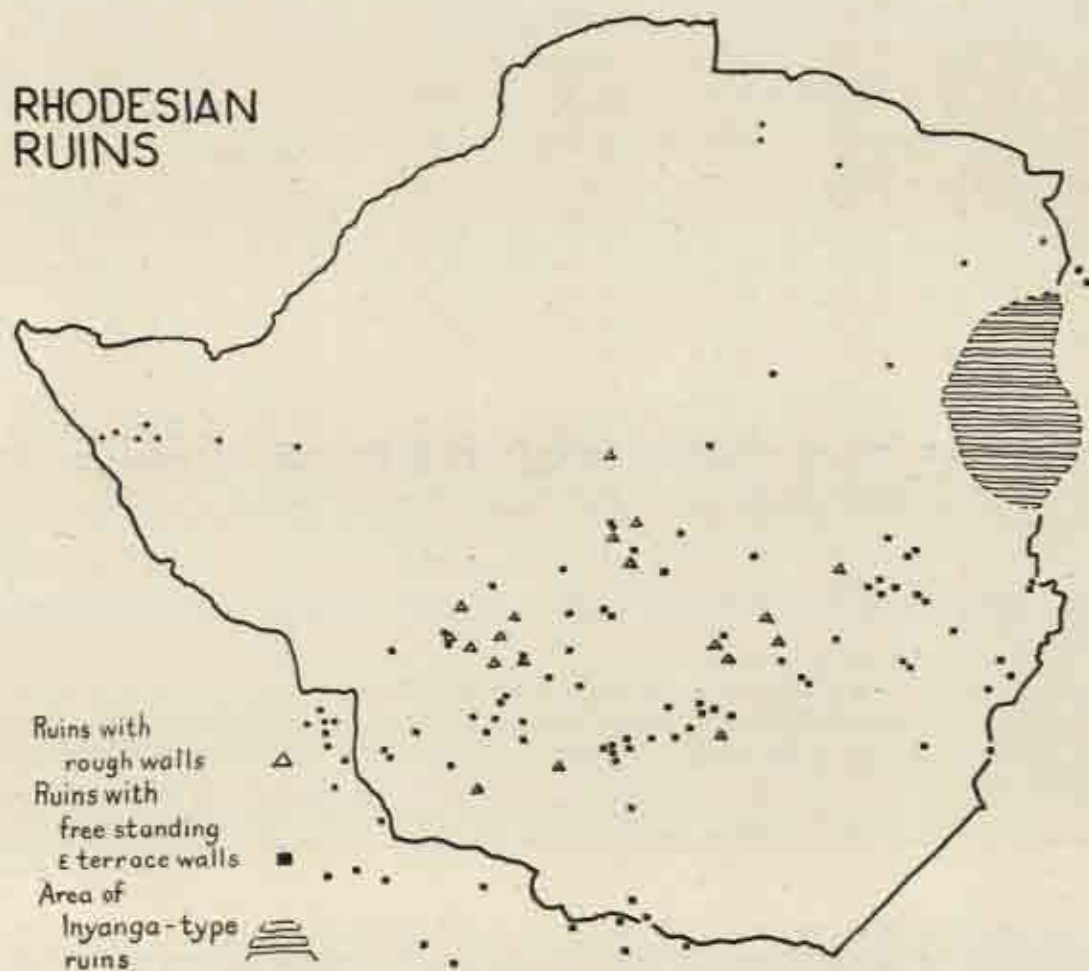 RHODESIAN
RUINS
Ruins with
rough walls
Ruins with
free standing
& terrace walls
Area of
Inyanga-type
ruins